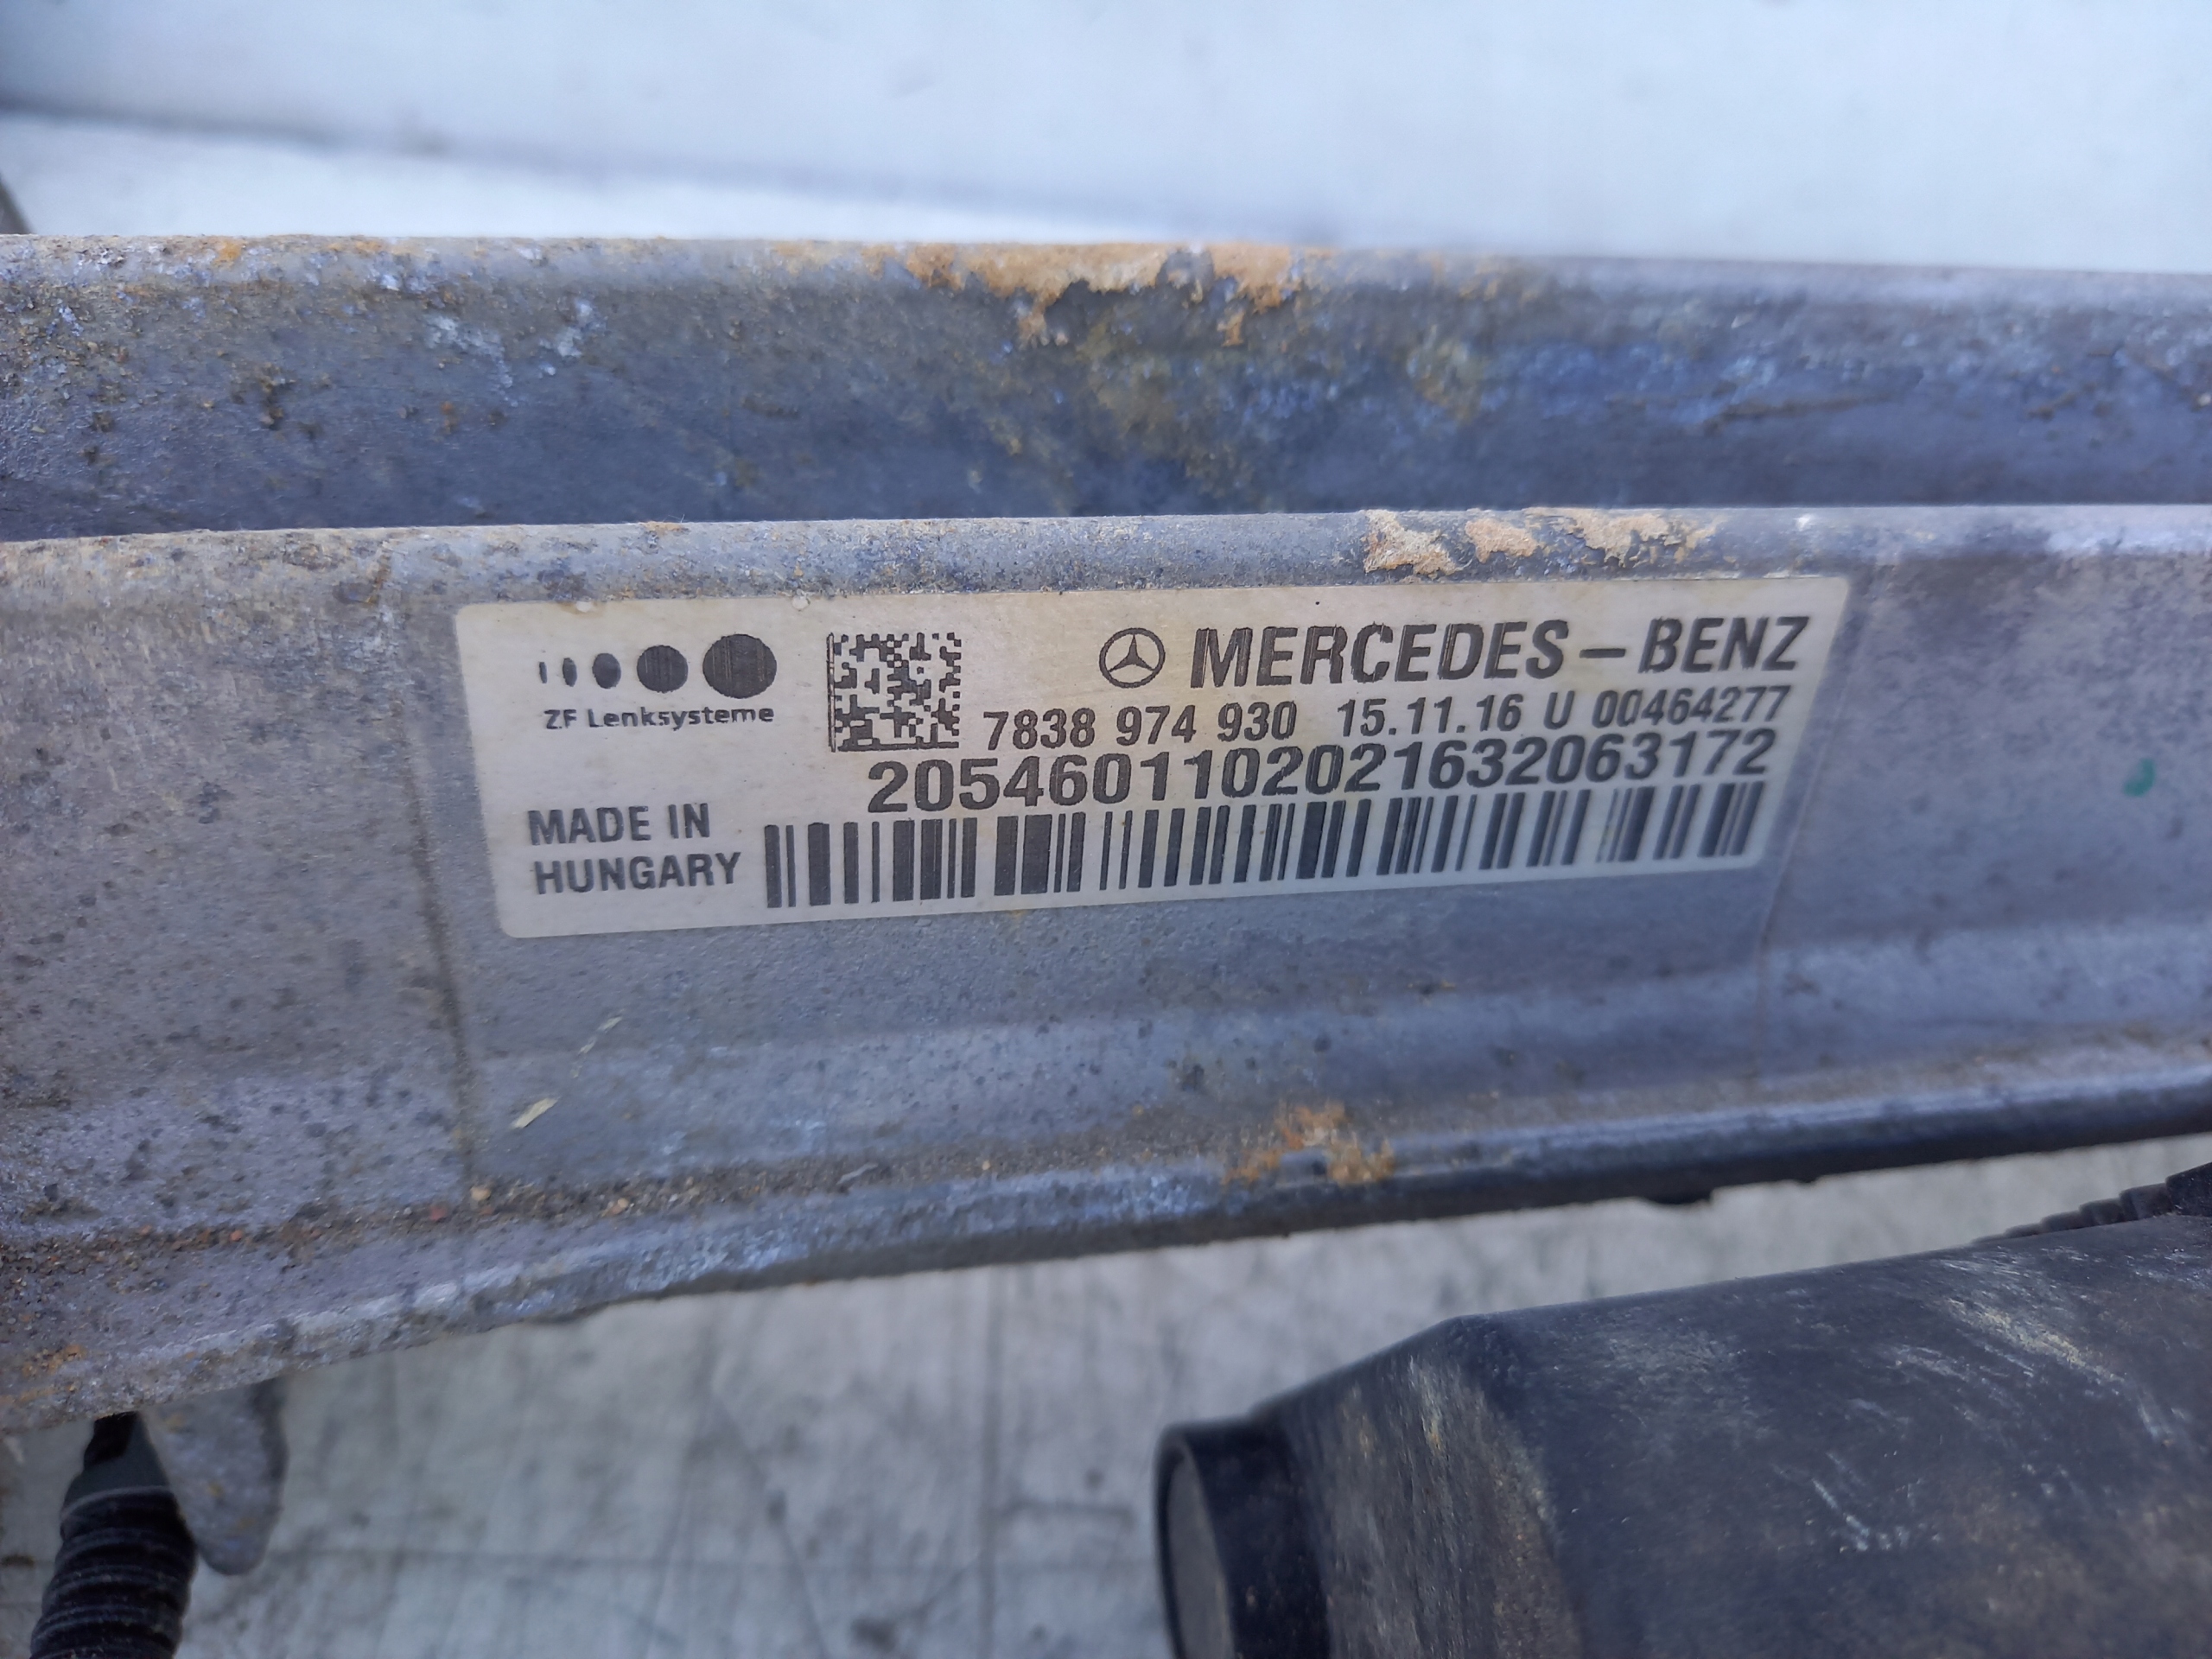 ZF Lenksysteme
MERCEDES-BENZ
7838 974 930 15.11.16 U 00464277
2054601102021632063172
MADE IN
HUNGARY